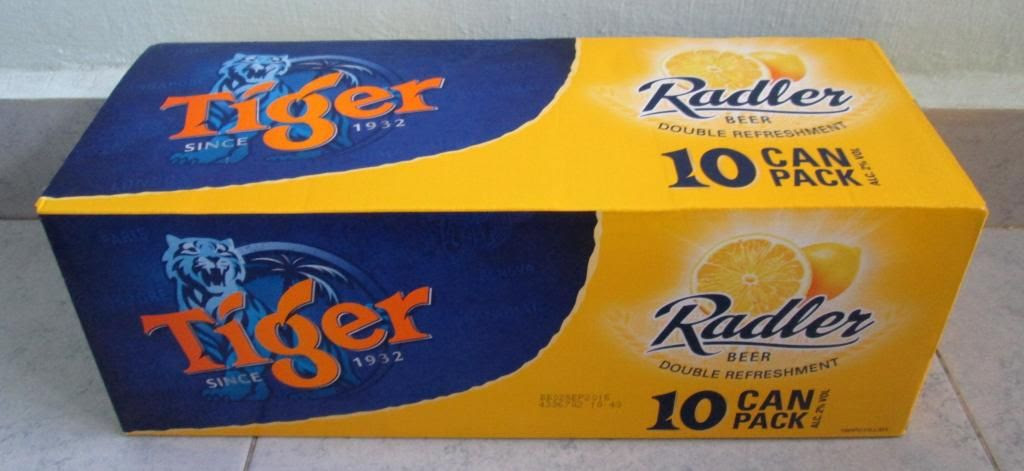 Tiger
SINCE 1932
Radler
BEER
DOUBLE REFRESHMENT
10 CAN
PACK
ALC. 2% VOL
Tiger
SINCE 1932
Radler
BEER
DOUBLE REFRESHMENT
10 CAN
PACK
ALC. 2% VOL